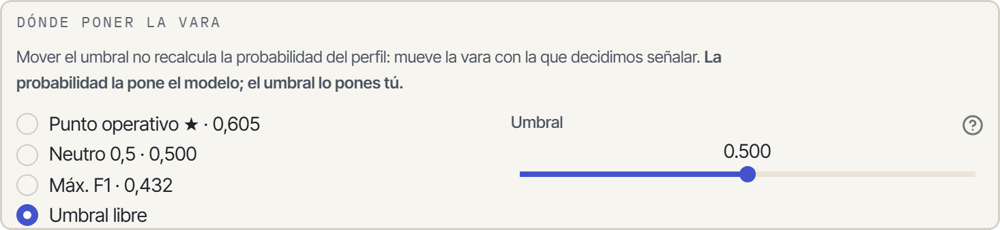 DÓNDE PONER LA VARA
Mover el umbral no recalcula la probabilidad del perfil: mueve la vara con la que decidimos señalar. La
probabilidad la pone el modelo; el umbral lo pones tú.
Punto operativo ★ · 0,605
Neutro 0,5 · 0,500
Máx. F1 · 0,432
Umbral libre
Umbral
?
0.500